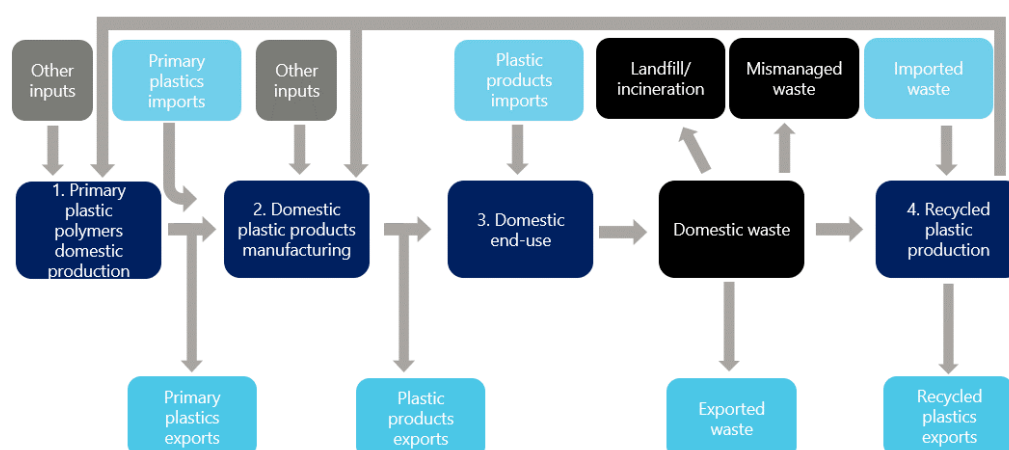 Other
inputs
Primary
plastics
imports
Other
inputs
Plastic
products
imports
Landfill/
incineration
Mismanaged
waste
Imported
waste
1. Primary
plastic
polymers
domestic
production
2. Domestic
plastic products
manufacturing
3. Domestic
end-use
Domestic waste
4. Recycled
plastic
production
Primary
plastics
exports
Plastic
products
exports
Exported
waste
Recycled
plastics
exports